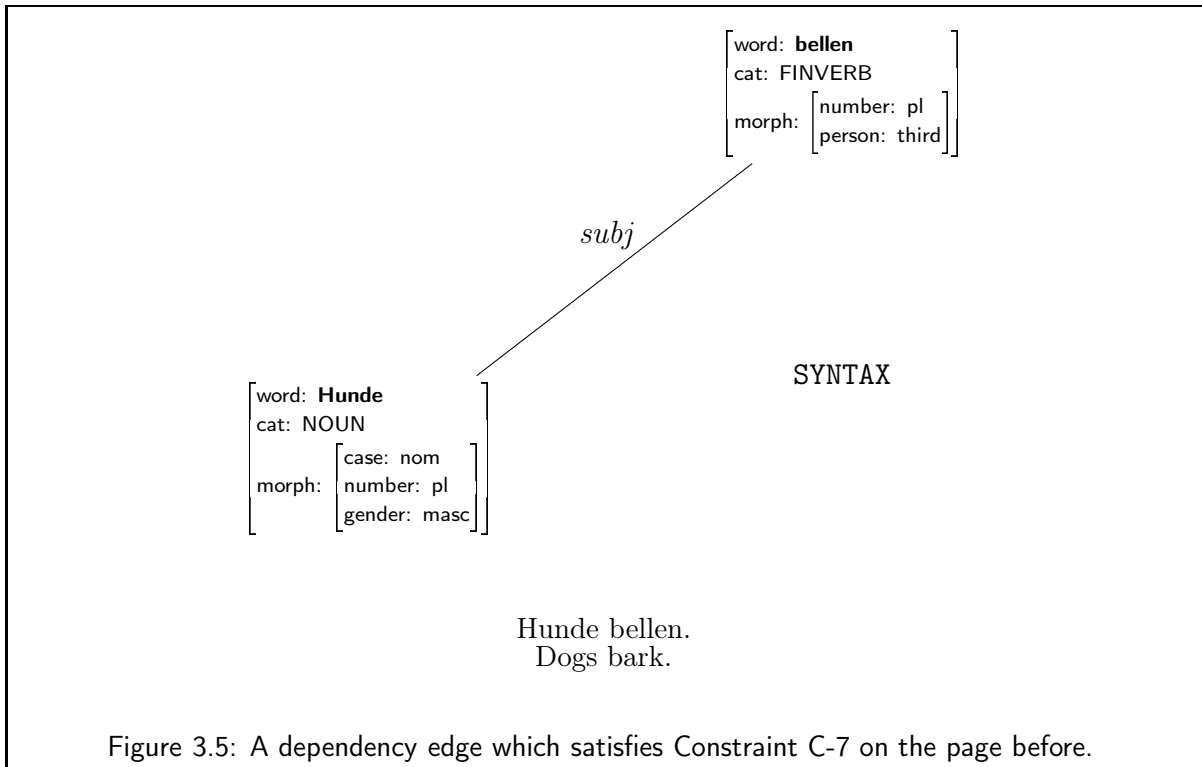 word: bellen
cat: FINVERB
morph: number: pl
person: third
subj
SYNTAX
word: Hunde
cat: NOUN
morph: case: nom
number: pl
gender: masc
Hunde bellen.
Dogs bark.
Figure 3.5: A dependency edge which satisfies Constraint C-7 on the page before.